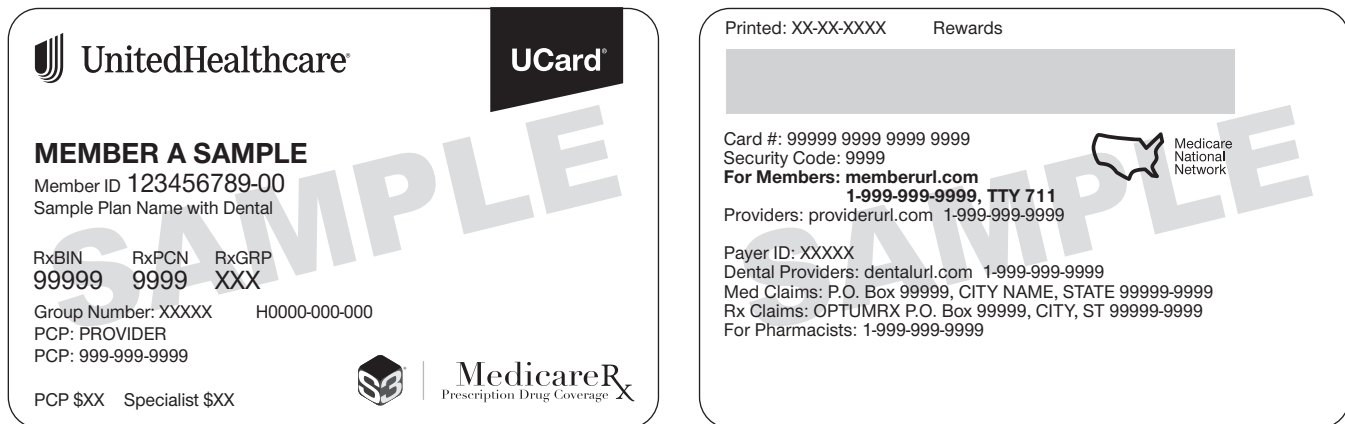 UnitedHealthcare®
UCard®
SAMPLE
MEMBER A SAMPLE
Member ID 123456789-00
Sample Plan Name with Dental
RxBIN RxPCN RxGRP
99999 9999 XXX
Group Number: XXXXX H0000-000-000
PCP: PROVIDER
PCP: 999-999-9999
PCP $XX Specialist $XX
S3
MedicareRx
Prescription Drug Coverage
Printed: XX-XX-XXXX Rewards
SAMPLE
Card #: 99999 9999 9999 9999
Security Code: 9999
For Members: memberurl.com
1-999-999-9999, TTY 711
Providers: providerurl.com 1-999-999-9999
Medicare
National
Network
Payer ID: XXXXX
Dental Providers: dentalurl.com 1-999-999-9999
Med Claims: P.O. Box 99999, CITY NAME, STATE 99999-9999
Rx Claims: OPTUMRX P.O. Box 99999, CITY, ST 99999-9999
For Pharmacists: 1-999-999-9999